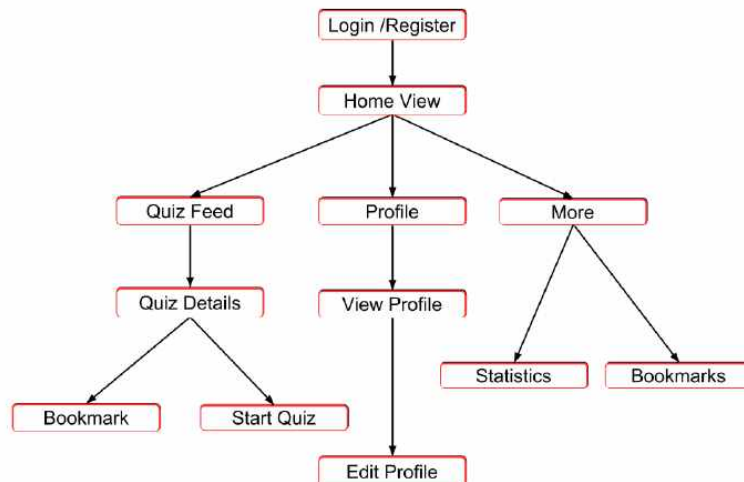 Login /Register
Home View
Quiz Feed
Profile
More
Quiz Details
View Profile
Statistics
Bookmarks
Bookmark
Start Quiz
Edit Profile